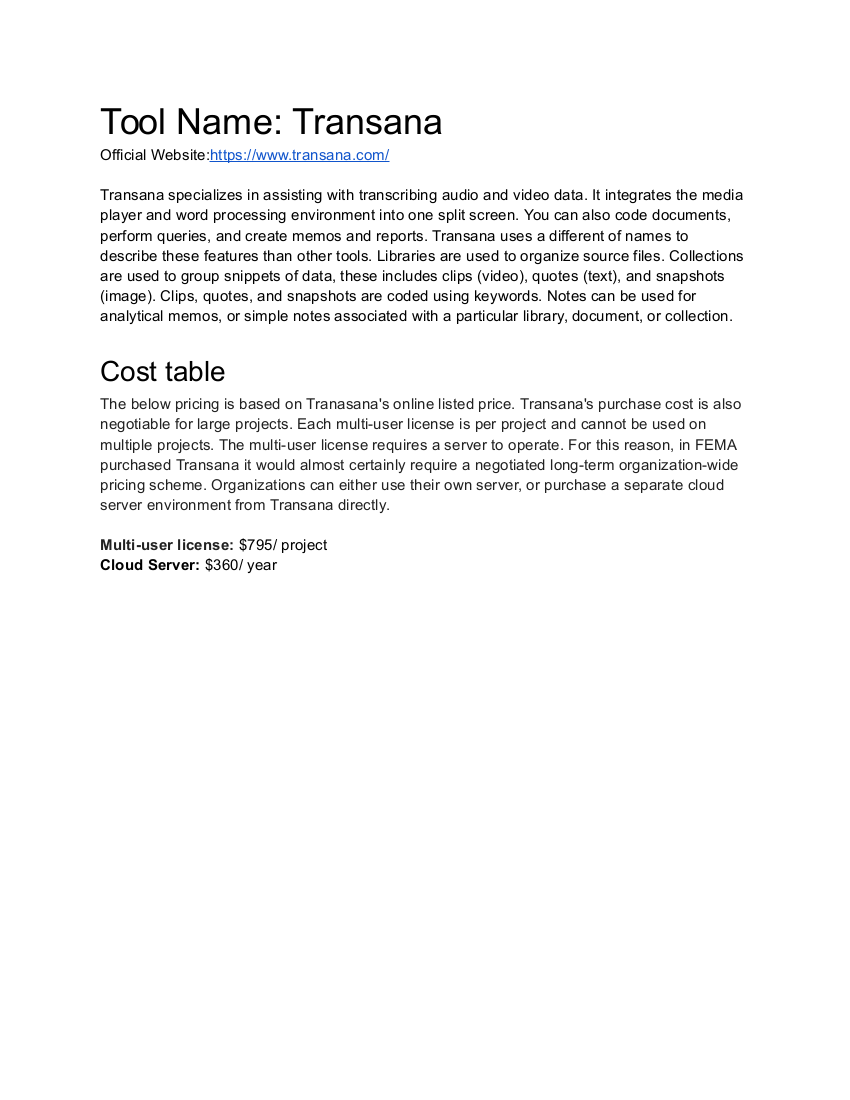 Tool Name: Transana
Official Website:https://www.transana.com/
Transana specializes in assisting with transcribing audio and video data. It integrates the media
player and word processing environment into one split screen. You can also code documents,
perform queries, and create memos and reports. Transana uses a different of names to
describe these features than other tools. Libraries are used to organize source files. Collections
are used to group snippets of data, these includes clips (video), quotes (text), and snapshots
(image). Clips, quotes, and snapshots are coded using keywords. Notes can be used for
analytical memos, or simple notes associated with a particular library, document, or collection.
Cost table
The below pricing is based on Tranasana's online listed price. Transana's purchase cost is also
negotiable for large projects. Each multi-user license is per project and cannot be used on
multiple projects. The multi-user license requires a server to operate. For this reason, in FEMA
purchased Transana it would almost certainly require a negotiated long-term organization-wide
pricing scheme. Organizations can either use their own server, or purchase a separate cloud
server environment from Transana directly.
Multi-user license: $795/ project
Cloud Server: $360/ year